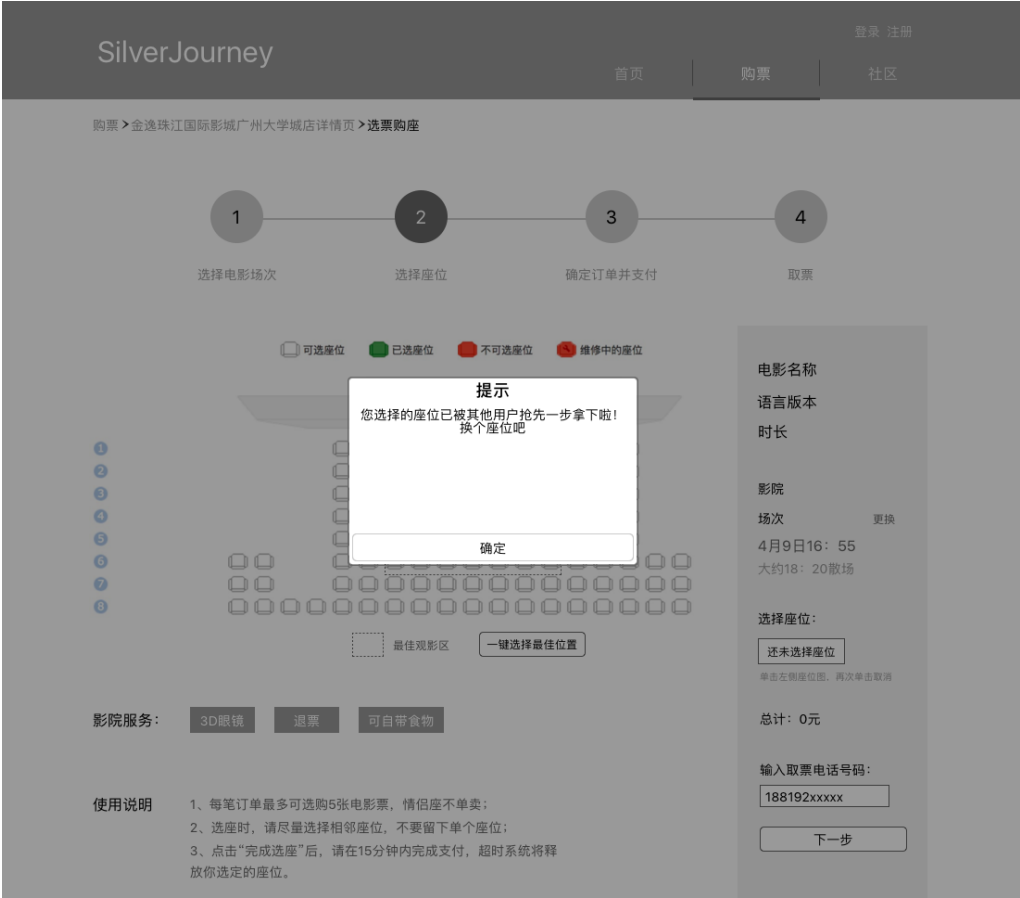 登录 注册
SilverJourney
首页 购票 社区
购票>金逸珠江国际影城广州大学城店详情页>选票购座
1 2 3 4
选择电影场次 选择座位 确定订单并支付 取票
可选座位 已选座位 不可选座位 维修中的座位
提示
您选择的座位已被其他用户抢先一步拿下啦!
换个座位吧
确定
1
2
3
4
5
6
7
8
最佳观影区 一键选择最佳位置
电影名称
语言版本
时长
影院
场次 更换
4月9日16:55
大约18:20散场
选择座位:
还未选择座位
单击左侧座位图,再次单击取消
总计:0元
输入取票电话号码:
188192xxxxx
下一步
影院服务: 3D眼镜 退票 可自带食物
使用说明 1、每笔订单最多可选购5张电影票,情侣座不单卖;
2、选座时,请尽量选择相邻座位,不要留下单个座位;
3、点击“完成选座”后,请在15分钟内完成支付,超时系统将释
放你选定的座位。